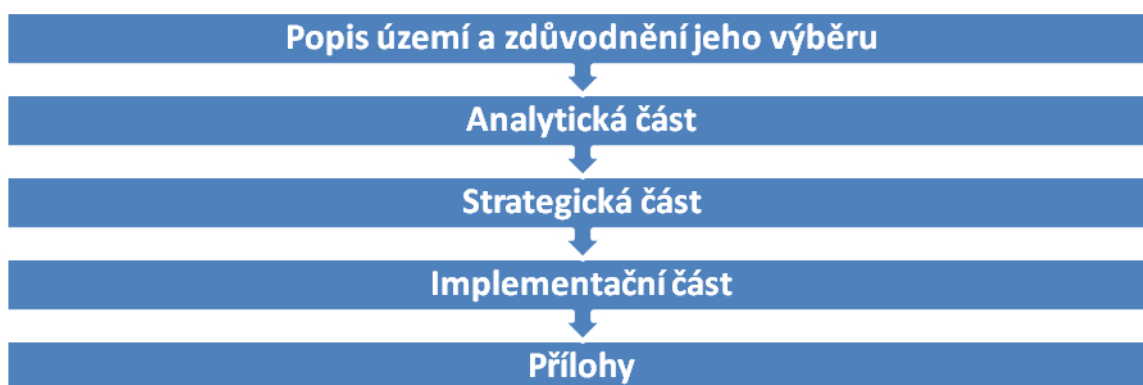 Popis území a zdůvodnění jeho výběru
Analytická část
Strategická část
Implementační část
Přílohy